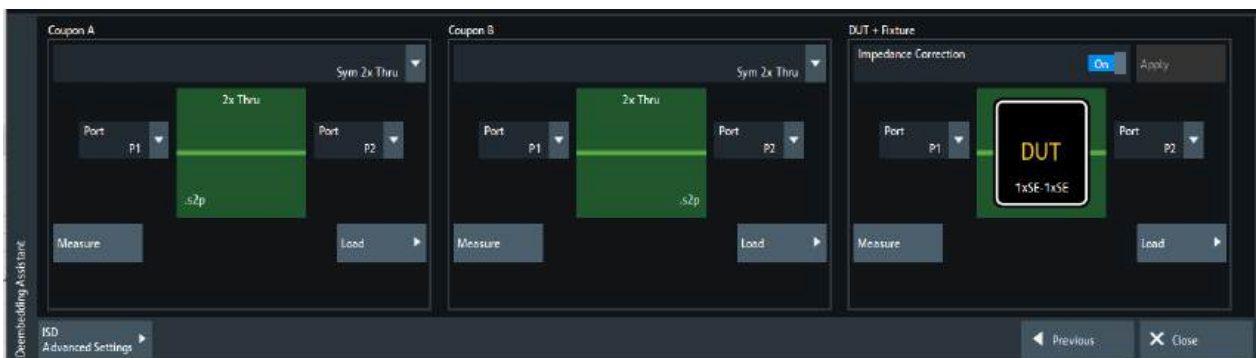 Coupon A
Sym 2x Thru
2x Thru
Port
P1
Port
P2
.s2p
Measure
Load
Coupon B
Sym 2x Thru
2x Thru
Port
P1
Port
P2
.s2p
Measure
Load
DUT + Fixture
Impedance Correction
On
Apply
Port
P1
DUT
1xSE-1xSE
Port
P2
Measure
Load
Deembedding Assistant
ISD
Advanced Settings
Previous
Close